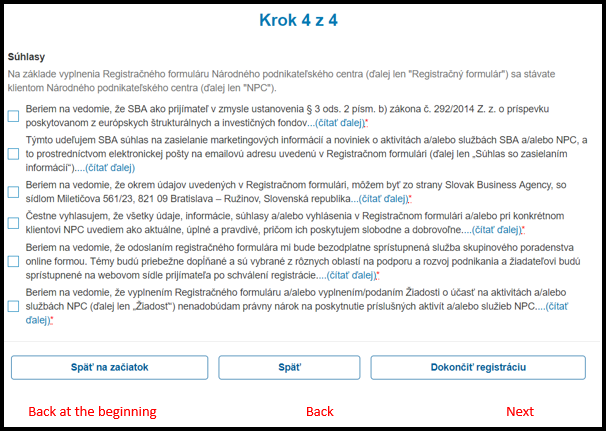 Krok 4 z 4
Súhlasy
Na základe vyplnenia Registračného formuláru Národného podnikateľského centra (ďalej len "Registračný formulár") sa stávate
klientom Národného podnikateľského centra (ďalej len "NPC").
Beriem na vedomie, že SBA ako prijímateľ v zmysle ustanovenia § 3 ods. 2 písm. b) zákona č. 292/2014 Z. z. o príspevku
poskytovanom z európskych štrukturálnych a investičných fondov...(čítať ďalej)*
Týmto udeľujem SBA súhlas na zasielanie marketingových informácií a noviniek o aktivitách a/alebo službách SBA a/alebo NPC, a
to prostredníctvom elektronickej pošty na emailovú adresu uvedenú v Registračnom formulári (ďalej len „Súhlas so zasielaním
informácií“)....(čítať ďalej)
Beriem na vedomie, že okrem údajov uvedených v Registračnom formulári, môžem byť zo strany Slovak Business Agency, so
sídlom Miletičova 561/23, 821 09 Bratislava – Ružinov, Slovenská republika...(čítať ďalej)*
Čestne vyhlasujem, že všetky údaje, informácie, súhlasy a/alebo vyhlásenia v Registračnom formulári a/alebo pri konkrétnom
klientovi NPC uvediem ako aktuálne, úplné a pravdivé, pričom ich poskytujem slobodne a dobrovoľne....(čítať ďalej)*
Beriem na vedomie, že odoslaním registračného formulára mi bude bezodplatne sprístupnená služba skupinového poradenstva
online formou. Témy budú priebežne dopĺňané a sú vybrané z rôznych oblastí na podporu a rozvoj podnikania a žiadateľovi budú
sprístupnené na webovom sídle prijímateľa po schválení registrácie....(čítať ďalej)*
Beriem na vedomie, že vyplnením Registračného formuláru a/alebo vyplnením/podaním Žiadosti o účasť na aktivitách a/alebo
službách NPC (ďalej len „Žiadosť“) nenadobúdam právny nárok na poskytnutie príslušných aktivít a/alebo služieb NPC....(čítať
ďalej)*
Späť na začiatok Späť Dokončiť registráciu
Back at the beginning Back Next